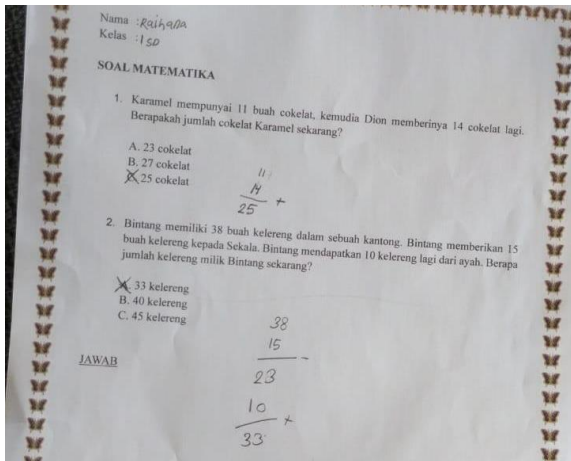 Nama : Raihana
Kelas : 1 SD
SOAL MATEMATIKA
1. Karamel mempunyai 11 buah cokelat, kemudia Dion memberinya 14 cokelat lagi.
Berapakah jumlah cokelat Karamel sekarang?
A. 23 cokelat
B. 27 cokelat
C. 25 cokelat
11
14
25 +
2. Bintang memiliki 38 buah kelereng dalam sebuah kantong. Bintang memberikan 15
buah kelereng kepada Sekala. Bintang mendapatkan 10 kelereng lagi dari ayah. Berapa
jumlah kelereng milik Bintang sekarang?
A. 33 kelereng
B. 40 kelereng
C. 45 kelereng
JAWAB
38
15
-
23
10
+
33